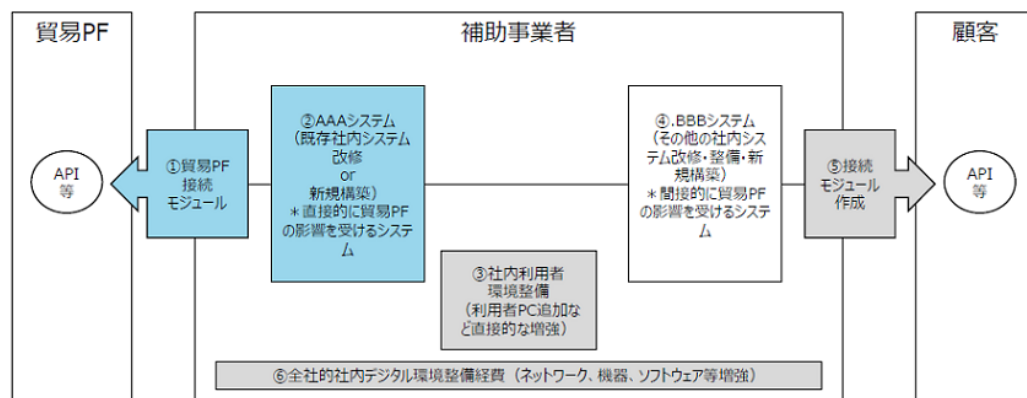 貿易PF
補助事業者
顧客
API
等
①貿易PF
接続
モジュール
②AAAシステム
(既存社内システム
改修
or
新規構築)
*直接的に貿易PF
の影響を受けるシステ
ム
③社内利用者
環境整備
(利用者PC追加な
ど直接的な増強)
④.BBBシステム
(その他の社内シス
テム改修・整備・新
規構築)
*間接的に貿易PF
の影響を受けるシステ
ム
⑤接続
モジュール
作成
API
等
⑥全社的社内デジタル環境整備経費(ネットワーク、機器、ソフトウェア等増強)